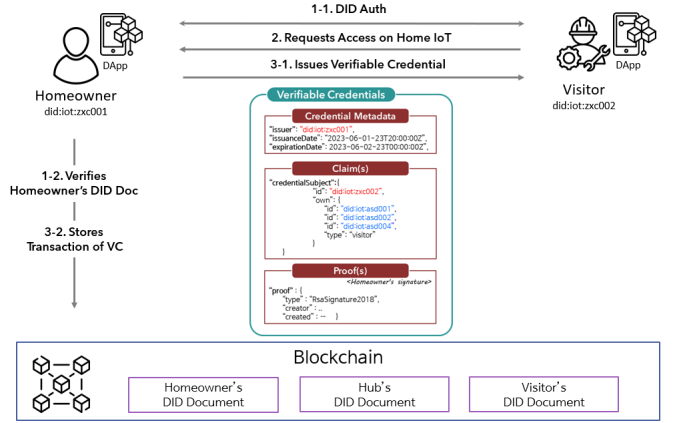 1-1. DID Auth
2. Requests Access on Home IoT
3-1. Issues Verifiable Credential
DApp
Homeowner
did:iot:zxc001
DApp
Visitor
did:iot:zxc002
1-2. Verifies
Homeowner's DID Doc
3-2. Stores
Transaction of VC
Verifiable Credentials
Credential Metadata
"issuer": "did:iot:zxc001",
"issuanceDate": "2023-06-01-23T20:00:00Z",
"expirationDate": 2023-06-02-23T00:00:00Z",
Claim(s)
"credentialSubject":{
"id": "did:iot:zxc002",
"own": {
"id": "did:iot:asd001"
"id": "did:iot:asd002"
"id": "did:iot:asd004"
"type": "visitor"
}
}
Proof(s)
<Homeowner's signature>
"proof" : {
"type" : "RsaSignature2018",
"creator" : ..
"created" : -- }
Blockchain
Homeowner's
DID Document
Hub's
DID Document
Visitor's
DID Document